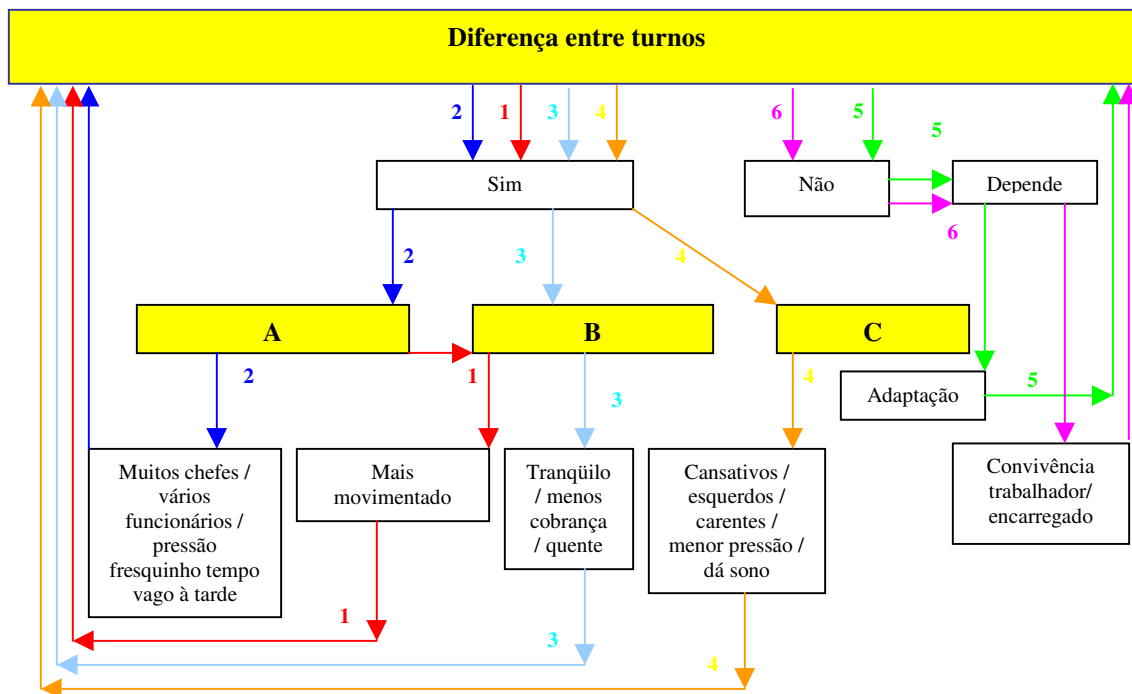 Diferença entre turnos
2
1
3
4
6
5
5
Sim
Não
Depende
6
2
3
4
A
B
C
2
1
3
4
Adaptação
5
Muitos chefes /
vários
funcionários /
pressão
fresquinho tempo
vago à tarde
Mais
movimentado
Tranqüilo
/ menos
cobrança
/ quente
Cansativos /
esquerdos /
carentes /
menor pressão /
dá sono
Convivência
trabalhador/
encarregado
1
3
4